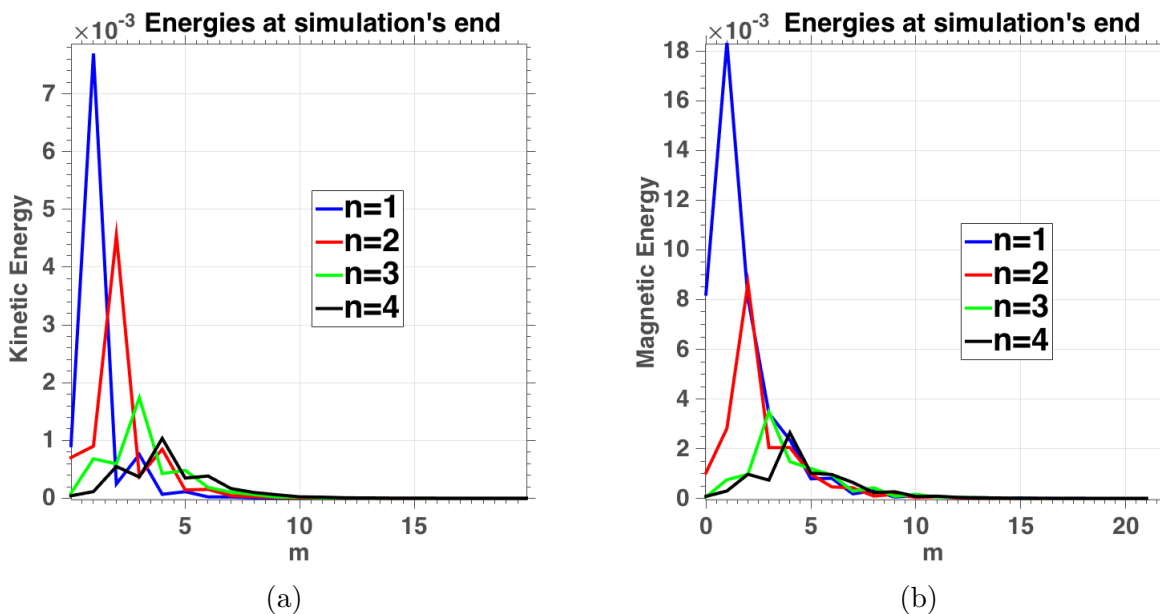 ×10⁻³ Energies at simulation's end
7
6
5
4
3
2
1
0
Kinetic Energy
n=1
n=2
n=3
n=4
5 10 15
m
(a)
×10⁻³ Energies at simulation's end
18
16
14
12
10
8
6
4
2
0
Magnetic Energy
n=1
n=2
n=3
n=4
0 5 10 15 20
m
(b)